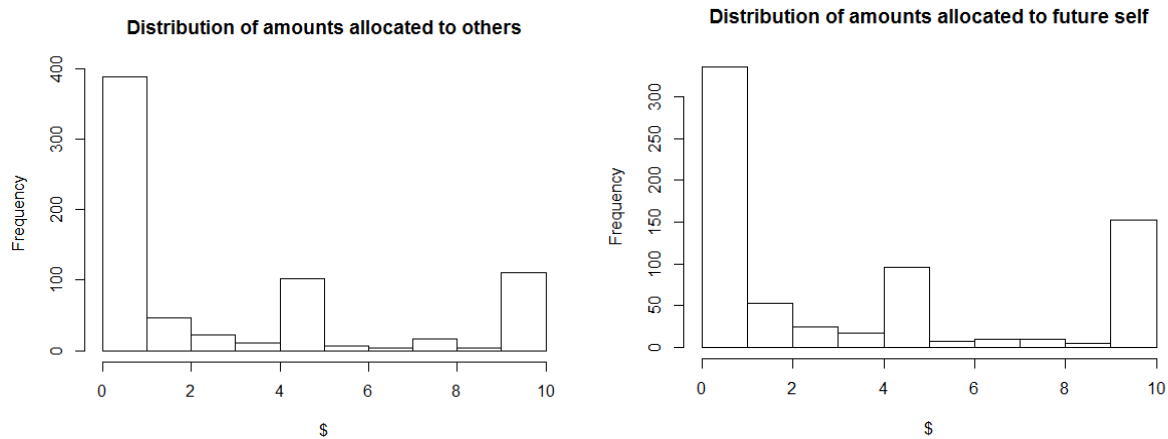 Distribution of amounts allocated to others
Frequency
400
300
200
100
0
0 2 4 6 8 10
$
Distribution of amounts allocated to future self
Frequency
300
250
200
150
100
50
0
0 2 4 6 8 10
$